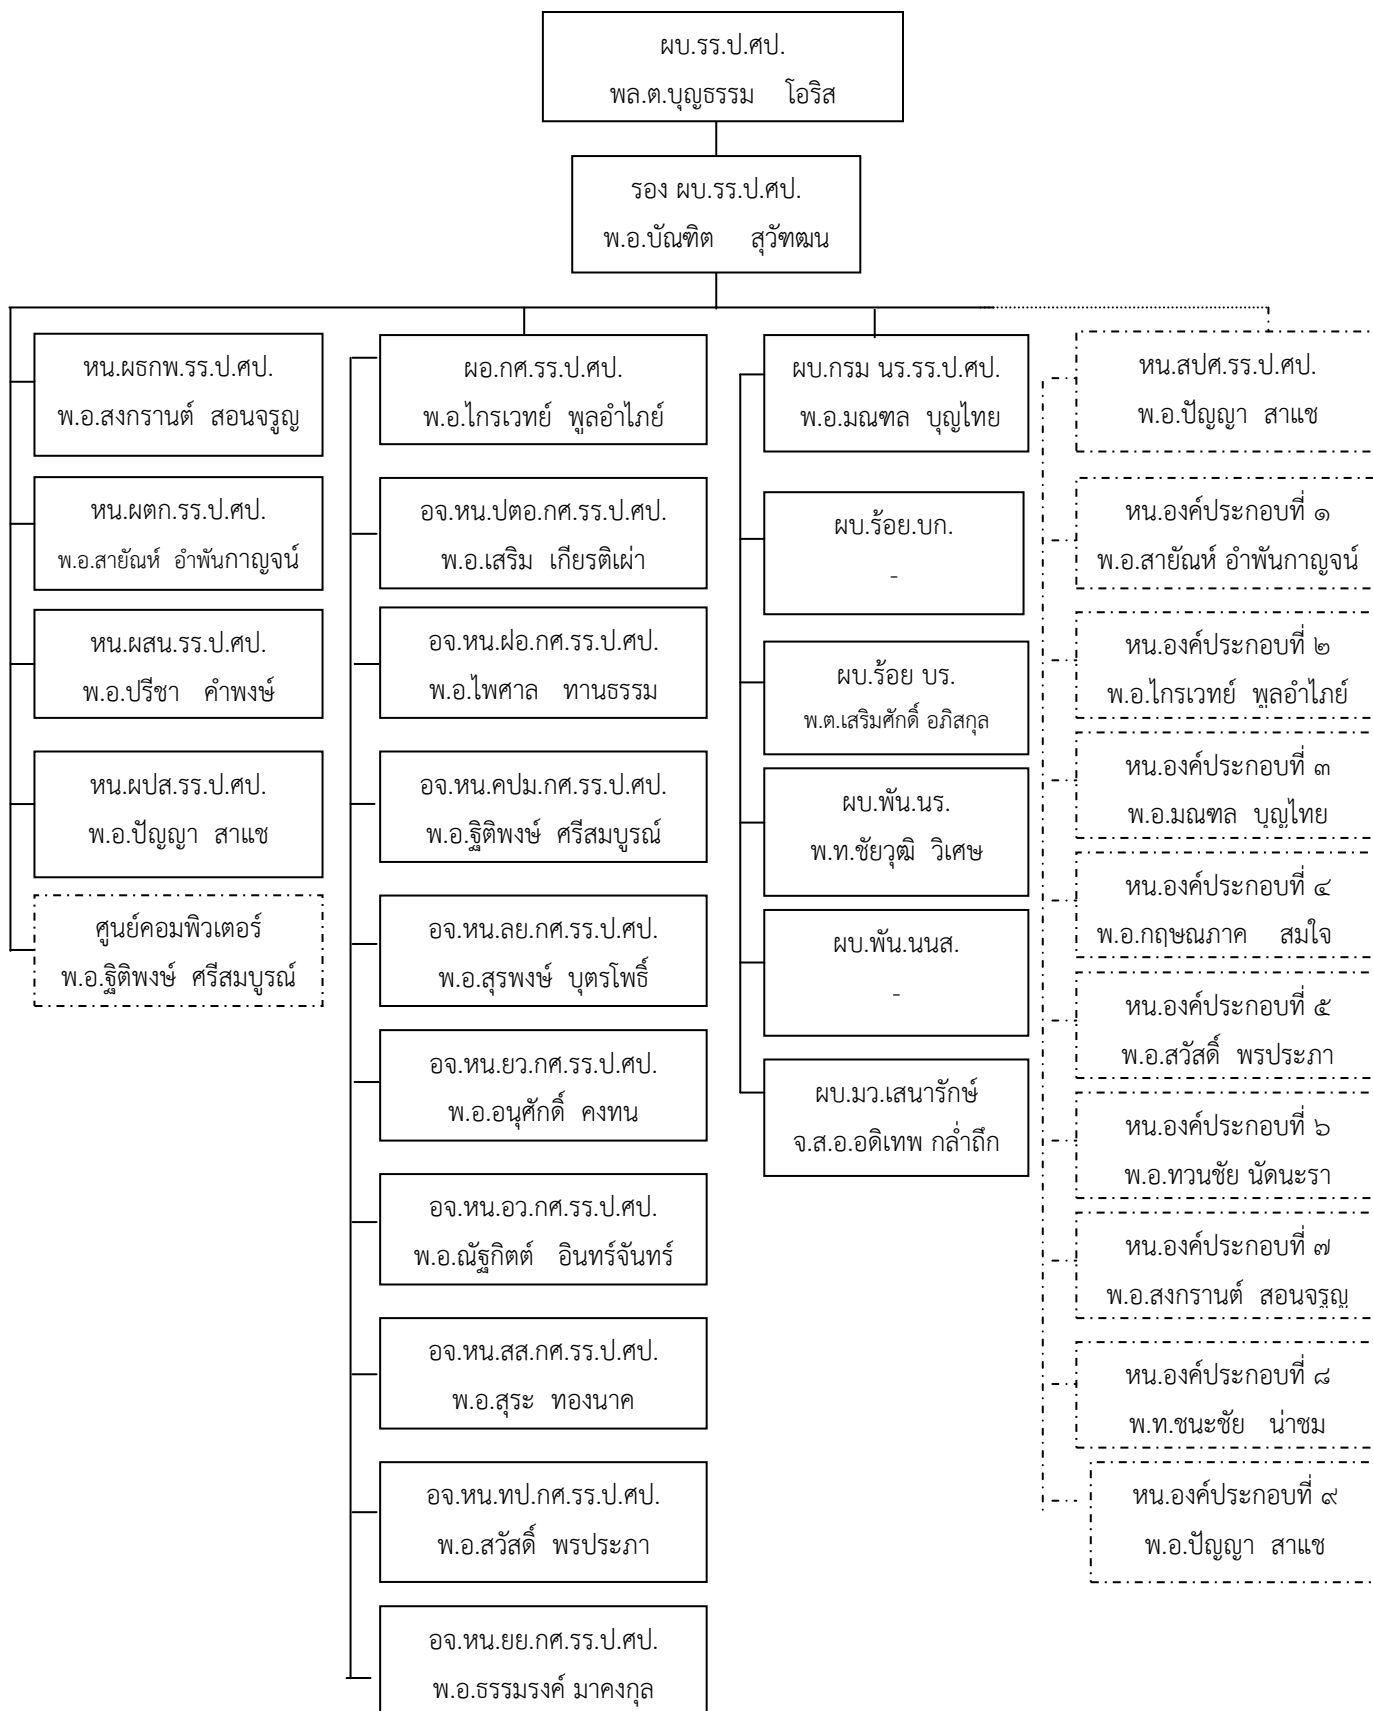 ผบ.รร.ป.ศป.
พล.ต.บุญธรรม โอริส
รอง ผบ.รร.ป.ศป.
พ.อ.บัณฑิต สุวัฑฒน
หน.ผธกพ.รร.ป.ศป.
พ.อ.สงกรานต์ สอนจรูญ
หน.ผตก.รร.ป.ศป.
พ.อ.สายัณห์ อำพันกาญจน์
หน.ผสน.รร.ป.ศป.
พ.อ.ปรีชา คำพงษ์
หน.ผปส.รร.ป.ศป.
พ.อ.ปัญญา สาแช
ศูนย์คอมพิวเตอร์
พ.อ.ฐิติพงษ์ ศรีสมบูรณ์
ผอ.กศ.รร.ป.ศป.
พ.อ.ไกรเวทย์ พูลอำไภย์
อจ.หน.ปตอ.กศ.รร.ป.ศป.
พ.อ.เสริม เกียรติเผ่า
อจ.หน.ฝอ.กศ.รร.ป.ศป.
พ.อ.ไพศาล ทานธรรม
อจ.หน.คปม.กศ.รร.ป.ศป.
พ.อ.ฐิติพงษ์ ศรีสมบูรณ์
อจ.หน.ลย.กศ.รร.ป.ศป.
พ.อ.สุรพงษ์ บุตรโพธิ์
อจ.หน.ยว.กศ.รร.ป.ศป.
พ.อ.อนุศักดิ์ คงทน
อจ.หน.อว.กศ.รร.ป.ศป.
พ.อ.ณัฐกิตต์ อินทร์จันทร์
อจ.หน.สส.กศ.รร.ป.ศป.
พ.อ.สุระ ทองนาค
อจ.หน.ทป.กศ.รร.ป.ศป.
พ.อ.สวัสดิ์ พรประภา
อจ.หน.ยย.กศ.รร.ป.ศป.
พ.อ.ธรรมรงค์ มาคงกุล
ผบ.กรม นร.รร.ป.ศป.
พ.อ.มณฑล บุญไทย
ผบ.ร้อย.บก.
-
ผบ.ร้อย บร.
พ.ต.เสริมศักดิ์ อภิสกุล
ผบ.พัน.นร.
พ.ท.ชัยวุฒิ วิเศษ
ผบ.พัน.นนส.
-
ผบ.มว.เสนารักษ์
จ.ส.อ.อดิเทพ กล่ำถึก
หน.สปศ.รร.ป.ศป.
พ.อ.ปัญญา สาแช
หน.องค์ประกอบที่ ๑
พ.อ.สายัณห์ อำพันกาญจน์
หน.องค์ประกอบที่ ๒
พ.อ.ไกรเวทย์ พูลอำไภย์
หน.องค์ประกอบที่ ๓
พ.อ.มณฑล บุญไทย
หน.องค์ประกอบที่ ๔
พ.อ.กฤษณภาค สมใจ
หน.องค์ประกอบที่ ๕
พ.อ.สวัสดิ์ พรประภา
หน.องค์ประกอบที่ ๖
พ.อ.ทวนชัย นัดนะรา
หน.องค์ประกอบที่ ๗
พ.อ.สงกรานต์ สอนจรูญ
หน.องค์ประกอบที่ ๘
พ.ท.ชนะชัย น่าชม
หน.องค์ประกอบที่ ๙
พ.อ.ปัญญา สาแช